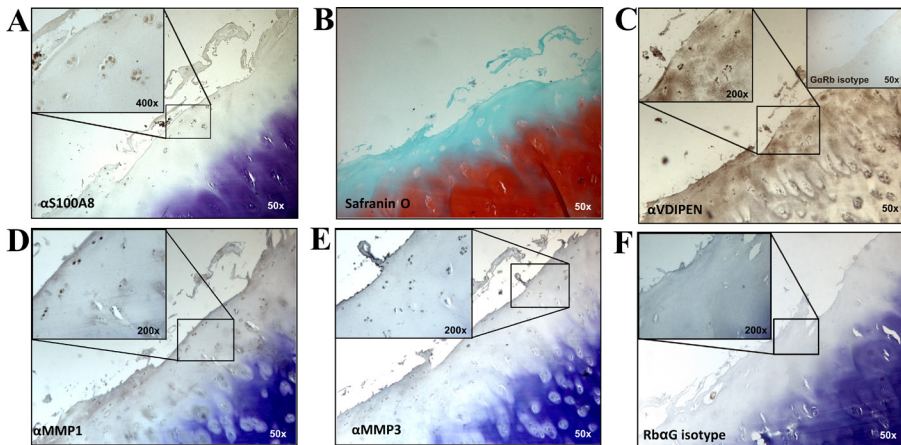 A
400x
αS100A8
50x
B
Safranin O
50x
C
200x
GαRb isotype
50x
αVDIPEN
50x
D
200x
αMMP1
50x
E
200x
αMMP3
50x
F
200x
RbαG isotype
50x